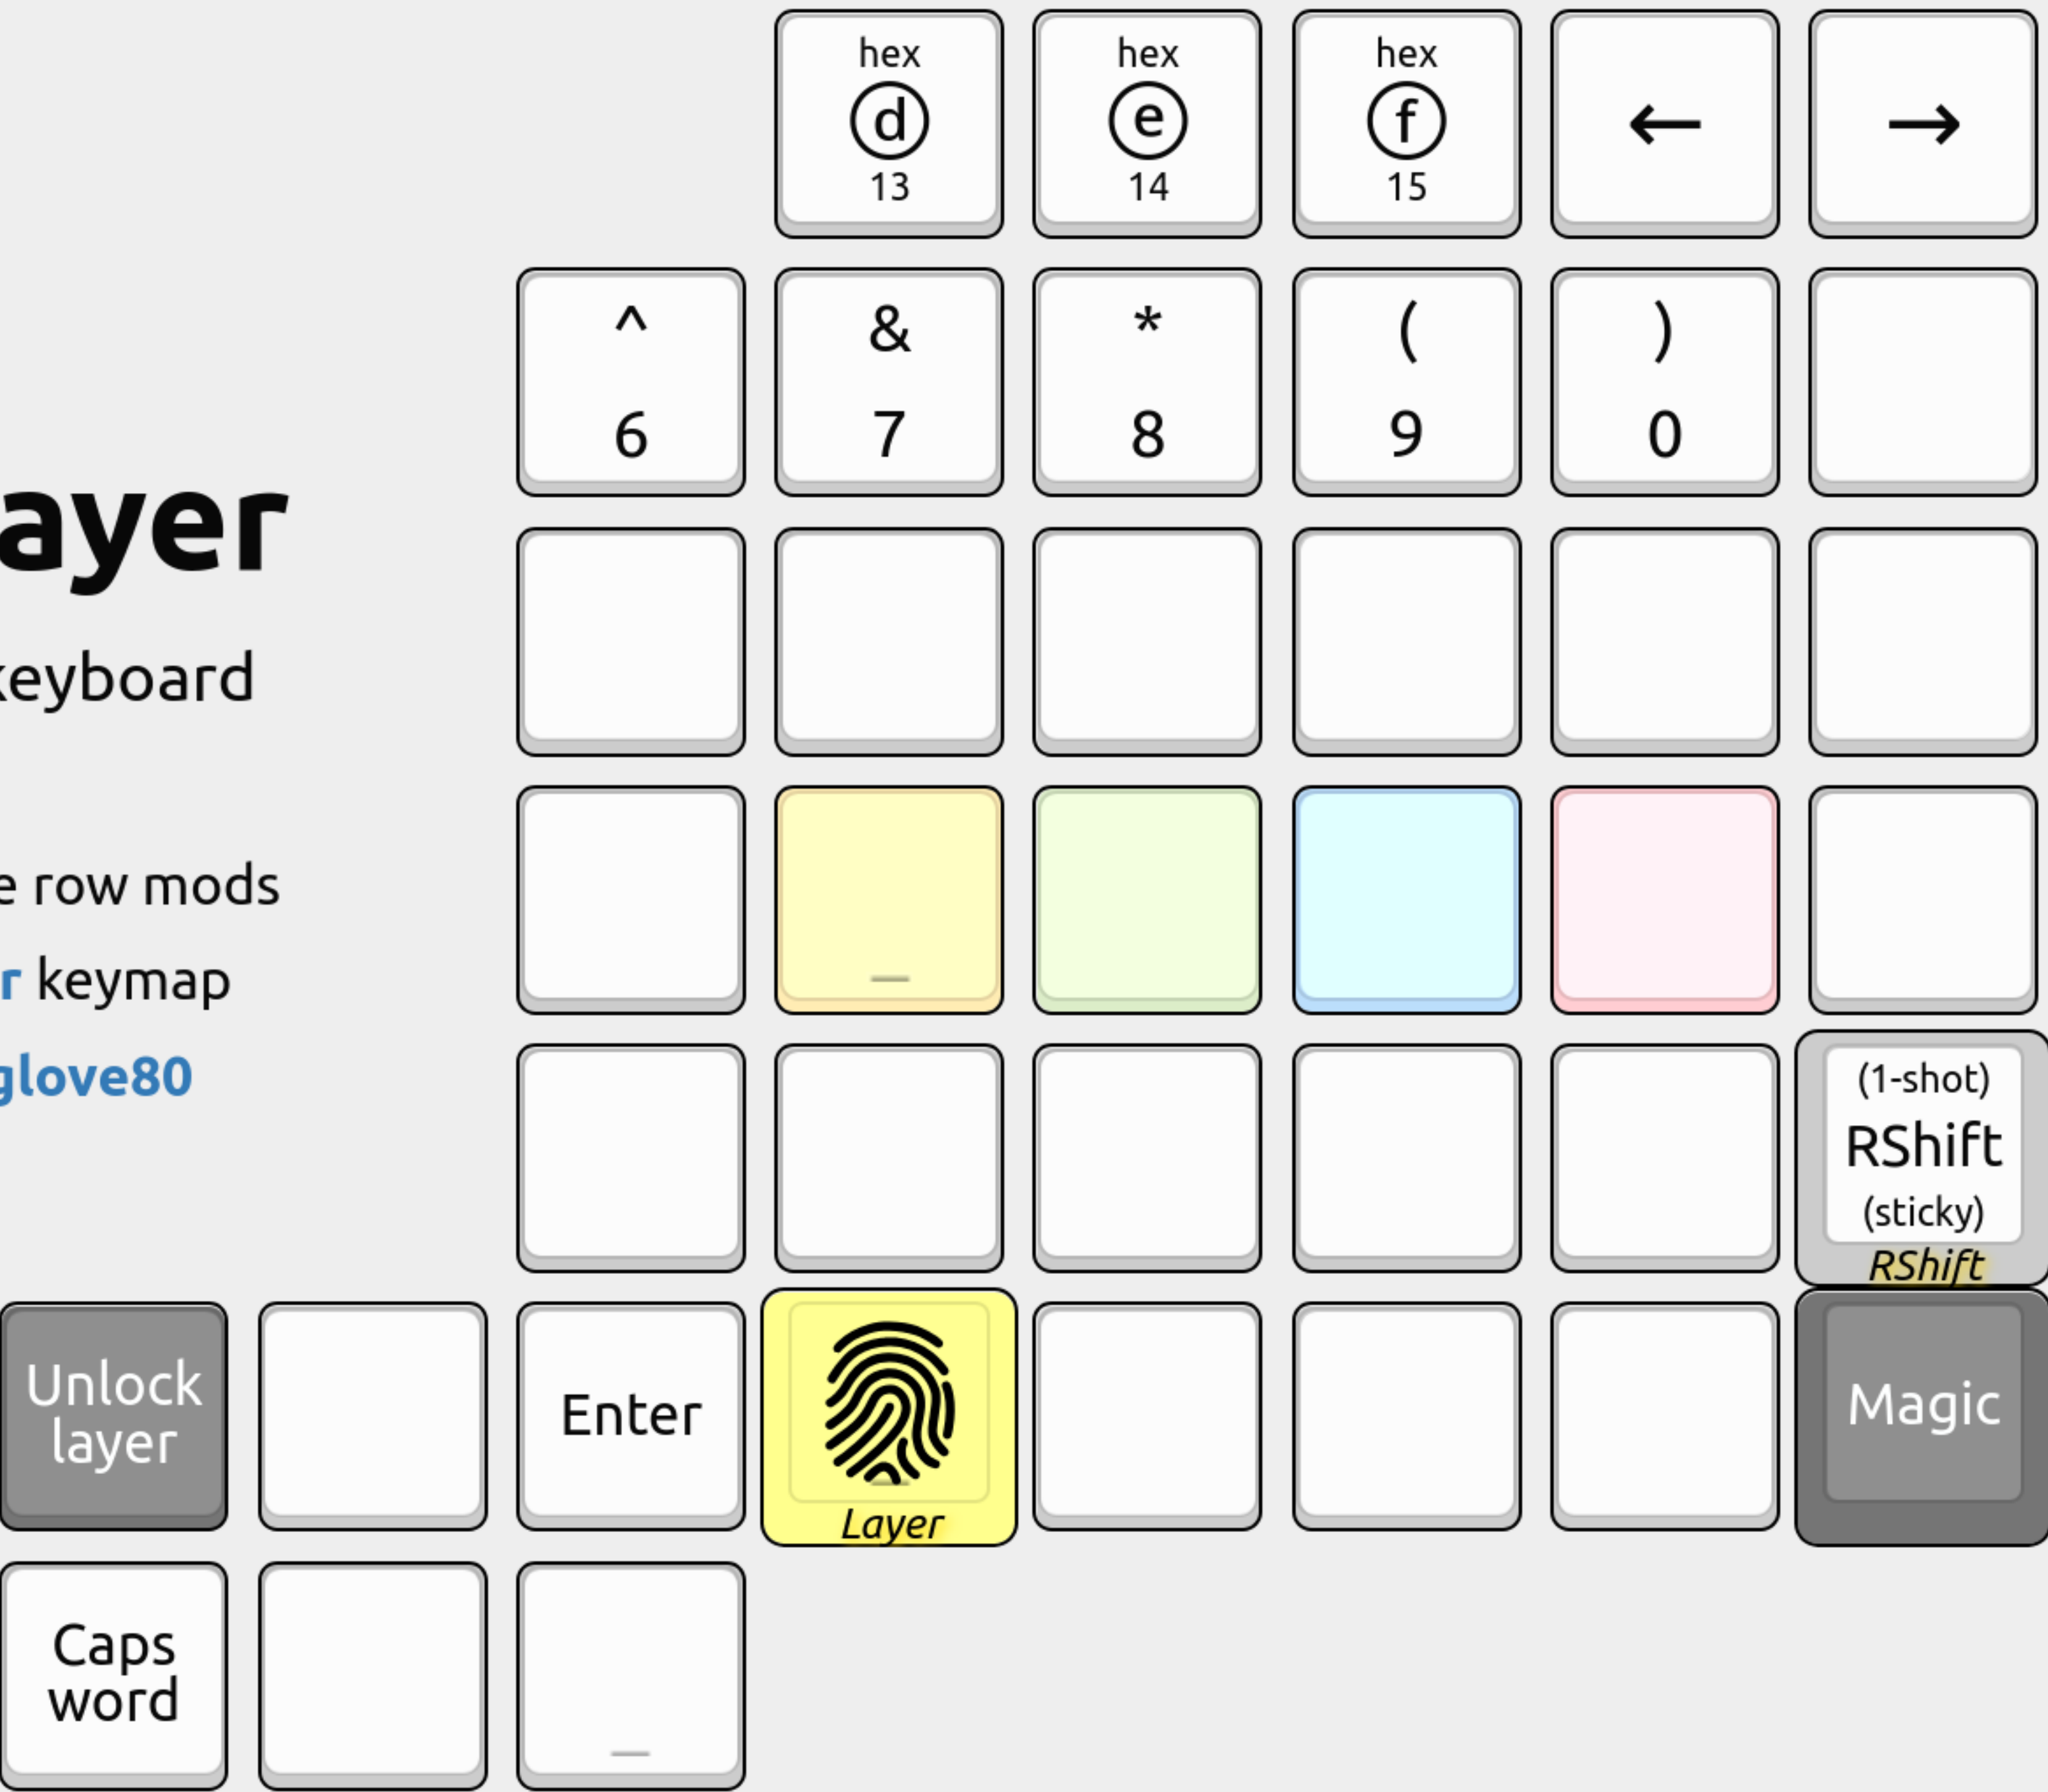 hex hex hex
ⓓ ⓔ ⓕ ← →
13 14 15
^ & * ( )
6 7 8 9 0
ayer
keyboard
e row mods
r keymap
glove80
_
(1-shot)
RShift
(sticky)
RShift
Unlock
layer
Enter
Layer
Magic
Caps
word
_